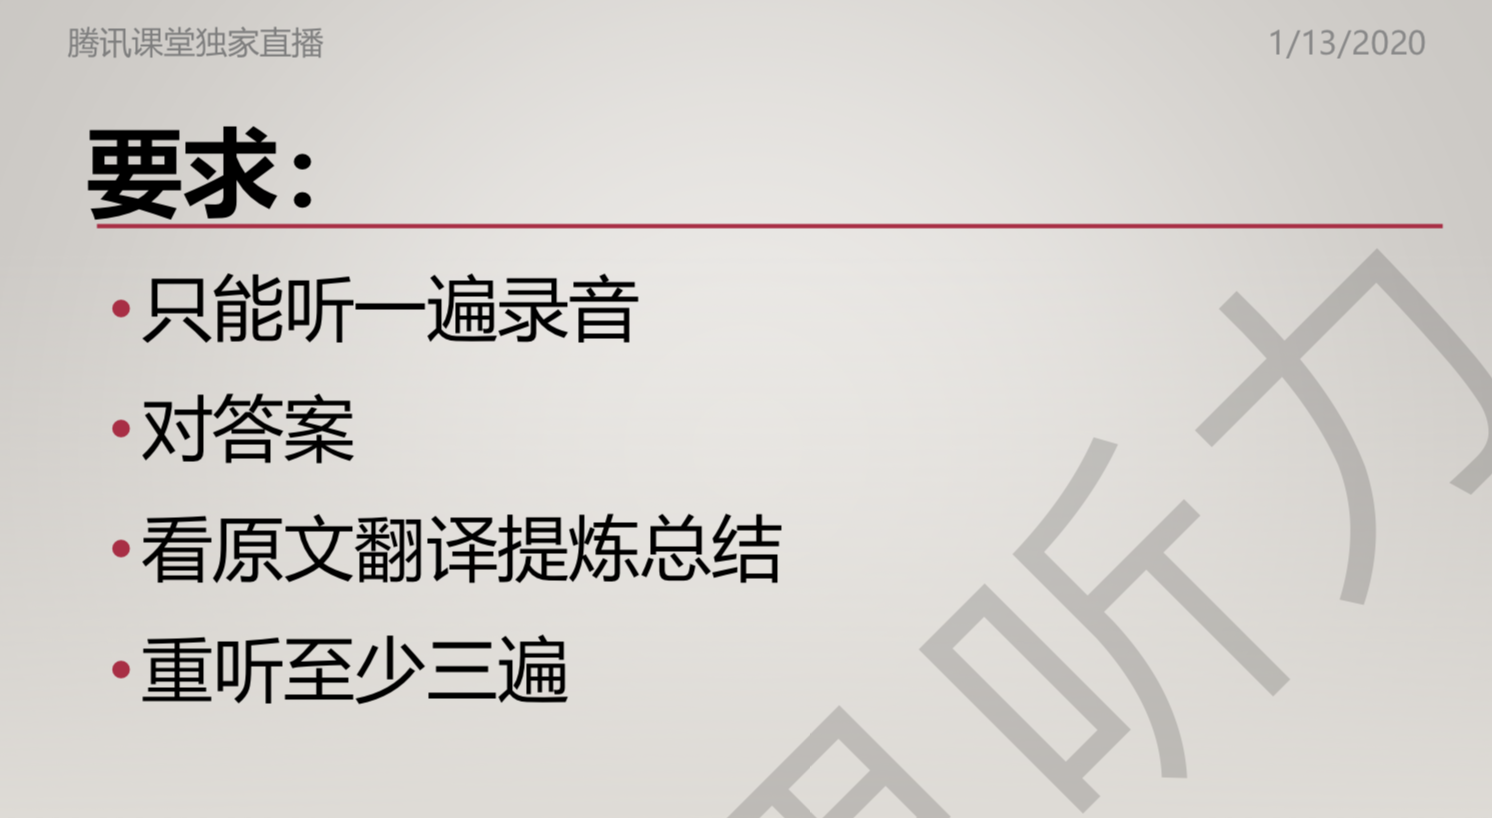 腾讯课堂独家直播
1/13/2020
要求：
•只能听一遍录音
•对答案
•看原文翻译提炼总结
•重听至少三遍
听力